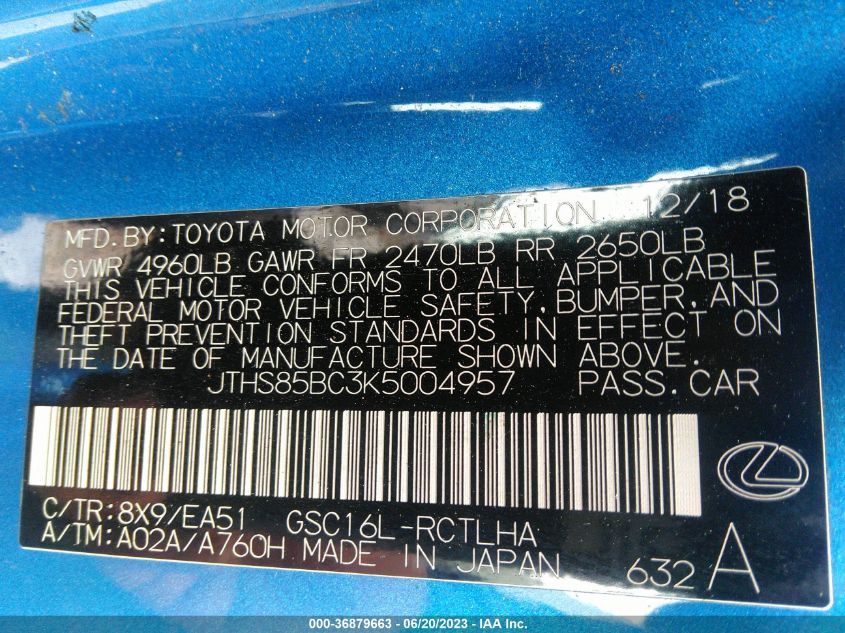 MFD. BY: TOYOTA MOTOR CORPORATION 12/18
GVWR 4960LB GAWR FR 2470LB RR 2650LB
THIS VEHICLE CONFORMS TO ALL APPLICABLE
FEDERAL MOTOR VEHICLE SAFETY, BUMPER, AND
THEFT PREVENTION STANDARDS IN EFFECT ON
THE DATE OF MANUFACTURE SHOWN ABOVE.
JTHS85BC3K5004957 PASS. CAR
C/TR: 8X9/EA51 GSC16L-RCTLHA
A/TM: A02A/A760H MADE IN JAPAN 632 A
000-36879663 - 06/20/2023 - IAA Inc.